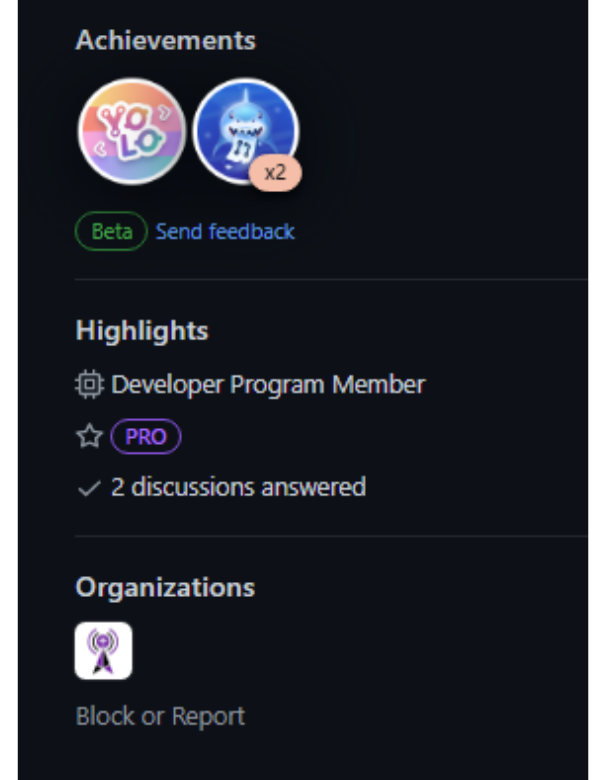 Achievements
YOLO
x2
Beta Send feedback
Highlights
Developer Program Member
PRO
2 discussions answered
Organizations
Block or Report